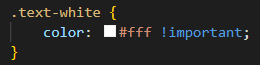 .text-white {
    color: #fff !important;
}